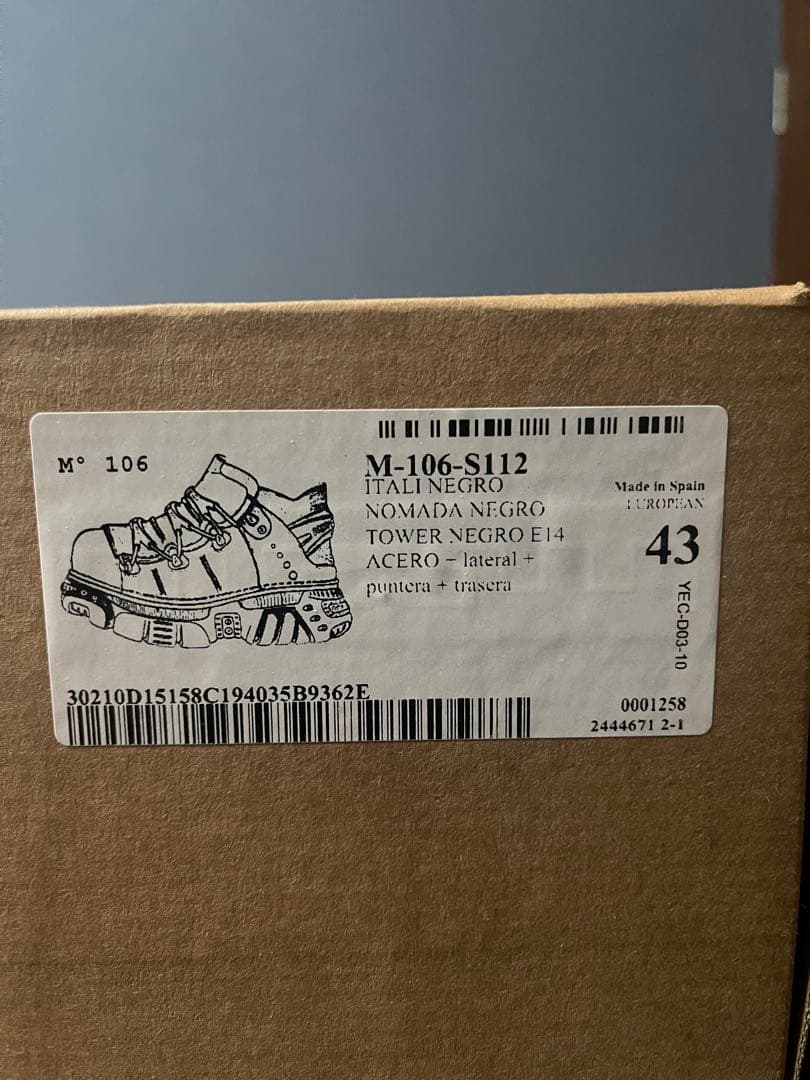 M° 106
M-106-S112
ITALI NEGRO
NOMADA NEGRO
TOWER NEGRO E14
ACERO - lateral +
puntera + trasera
Made in Spain
EUROPEAN
43
YEC-D03-10
30210D15158C194035B9362E
0001258
2444671 2-1